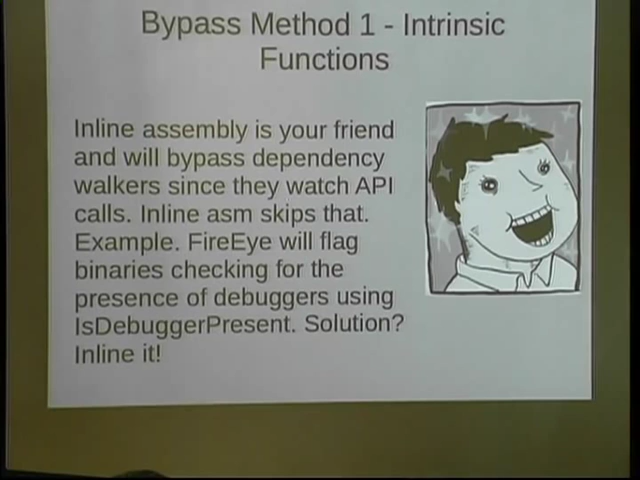 Bypass Method 1 - Intrinsic
Functions
Inline assembly is your friend
and will bypass dependency
walkers since they watch API
calls. Inline asm skips that.
Example. FireEye will flag
binaries checking for the
presence of debuggers using
IsDebuggerPresent. Solution?
Inline it!